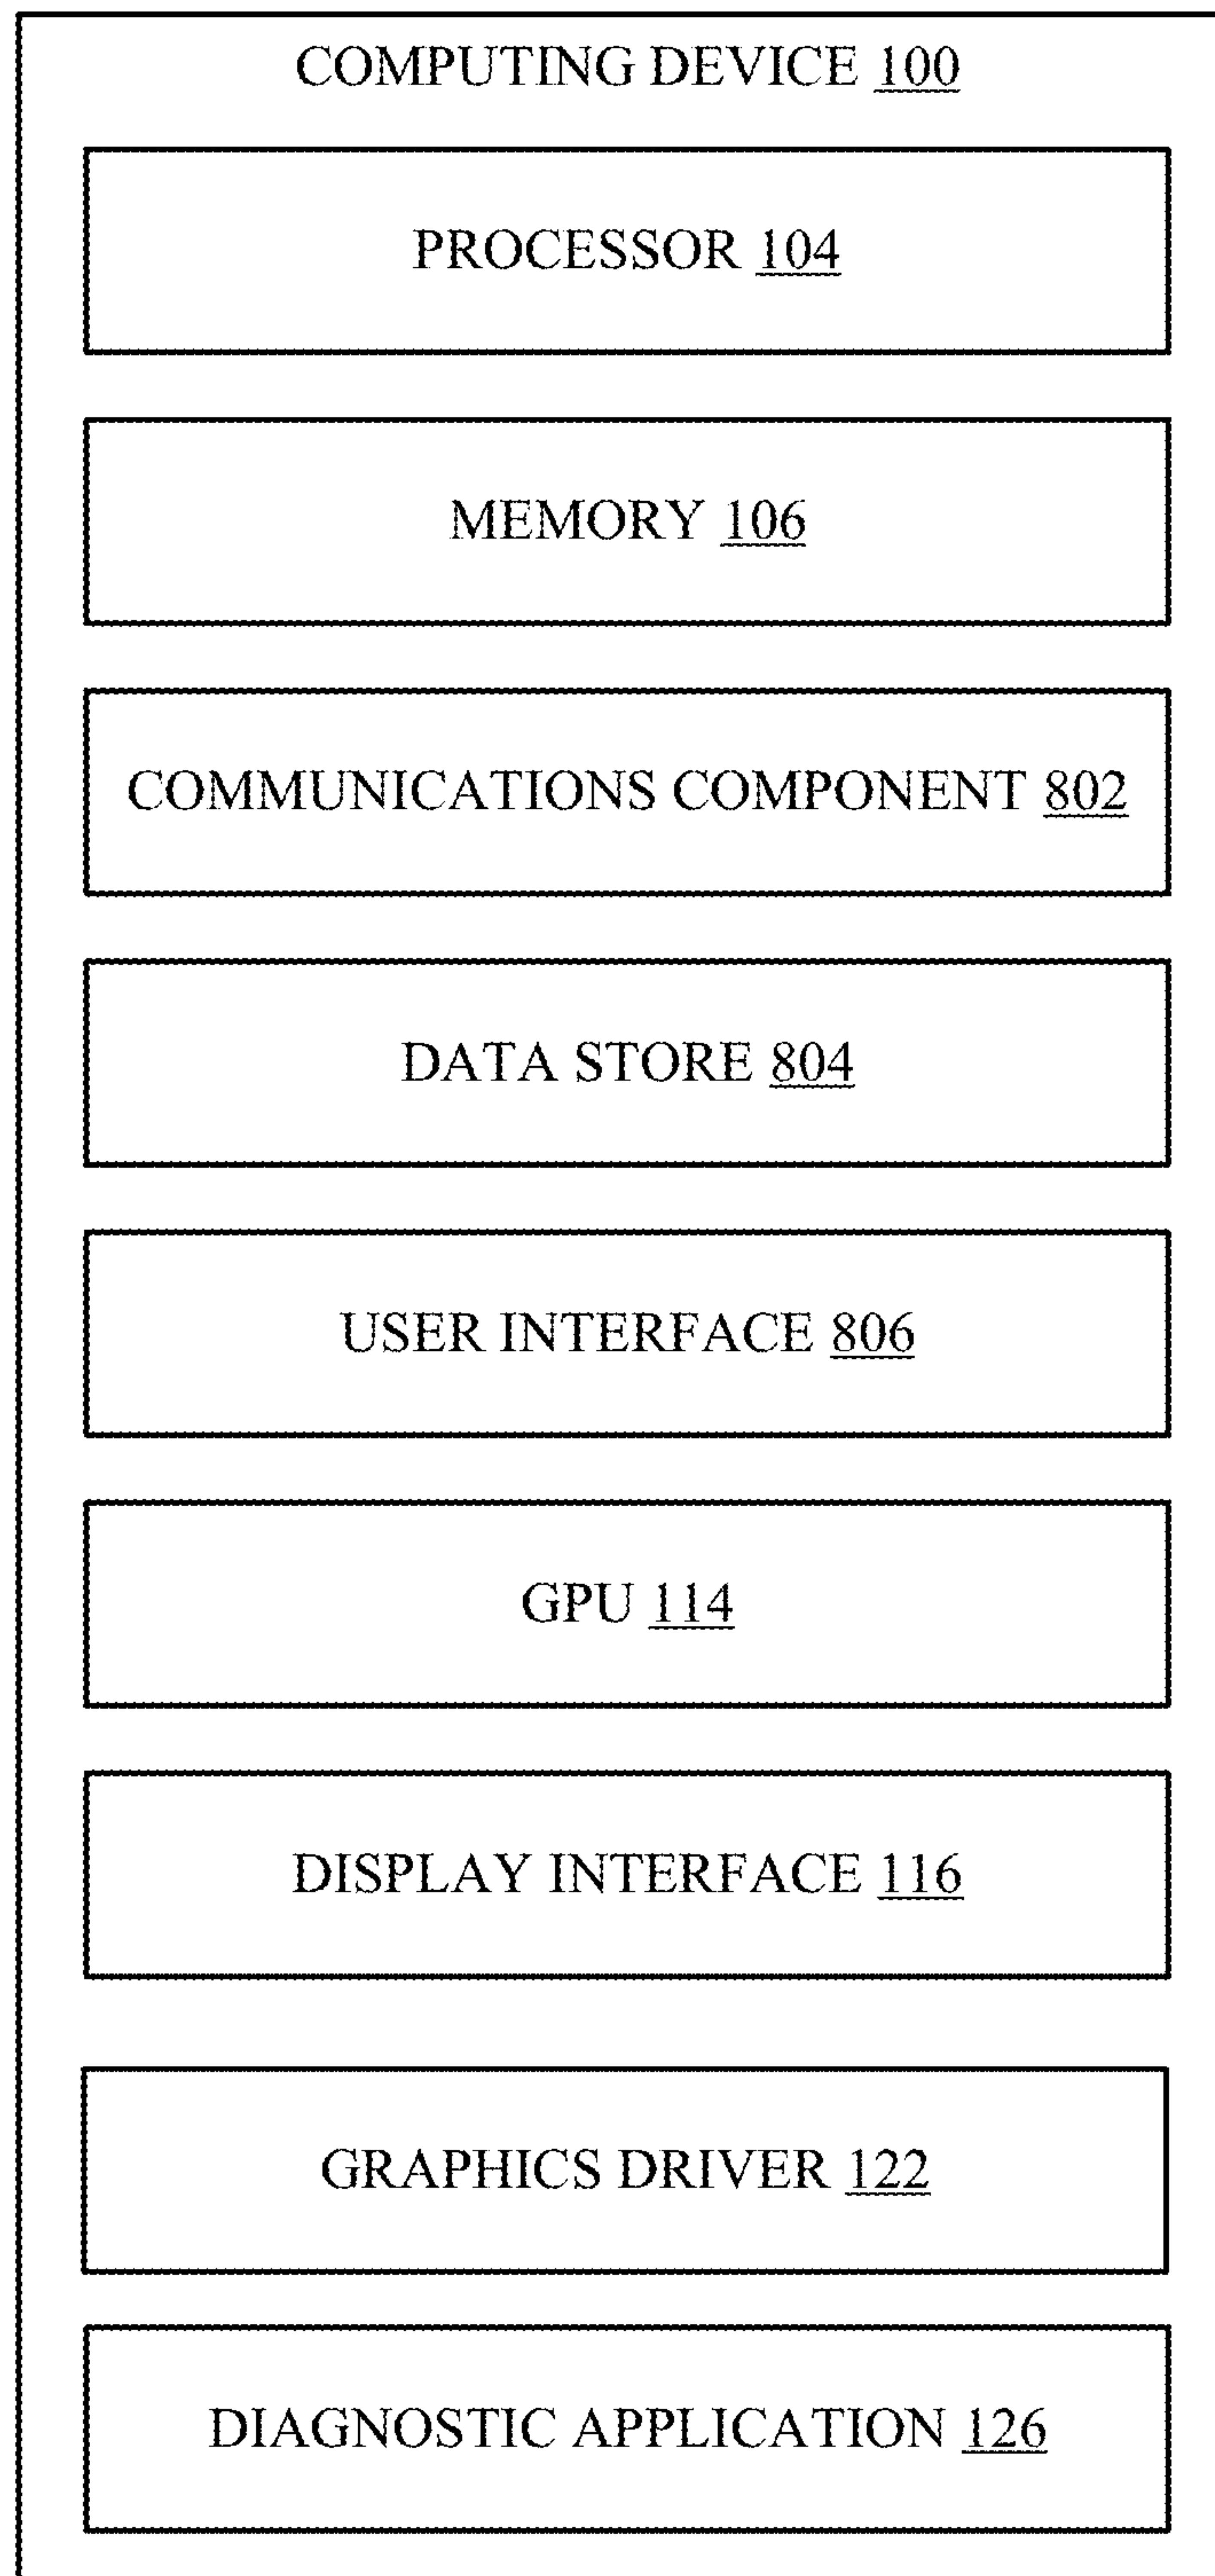 COMPUTING DEVICE 100
PROCESSOR 104
MEMORY 106
COMMUNICATIONS COMPONENT 802
DATA STORE 804
USER INTERFACE 806
GPU 114
DISPLAY INTERFACE 116
GRAPHICS DRIVER 122
DIAGNOSTIC APPLICATION 126